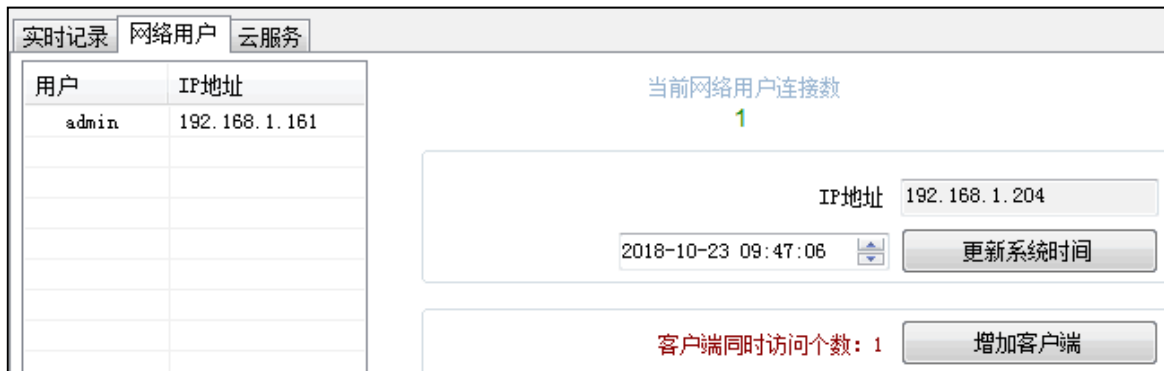 实时记录 网络用户 云服务
用户 IP地址
admin 192.168.1.161
当前网络用户连接数
1
IP地址 192.168.1.204
2018-10-23 09:47:06 更新系统时间
客户端同时访问个数: 1 增加客户端